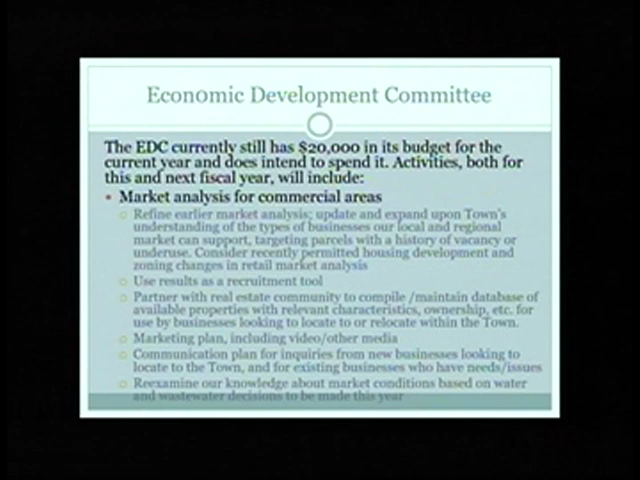 Economic Development Committee
The EDC currently still has $20,000 in its budget for the
current year and does intend to spend it. Activities, both for
this and next fiscal year, will include:
• Market analysis for commercial areas
o Refine earlier market analysis; update and expand upon Town's
understanding of the types of businesses our local and regional
market can support, targeting parcels with a history of vacancy or
underuse. Consider recently permitted housing development and
zoning changes in retail market analysis
o Use results as a recruitment tool
o Partner with real estate community to compile /maintain database of
available properties with relevant characteristics, ownership, etc. for
use by businesses looking to locate to or relocate within the Town.
o Marketing plan, including video/other media
o Communication plan for inquiries from new businesses looking to
locate to the Town, and for existing businesses who have needs/issues
o Reexamine our knowledge about market conditions based on water
and wastewater decisions to be made this year